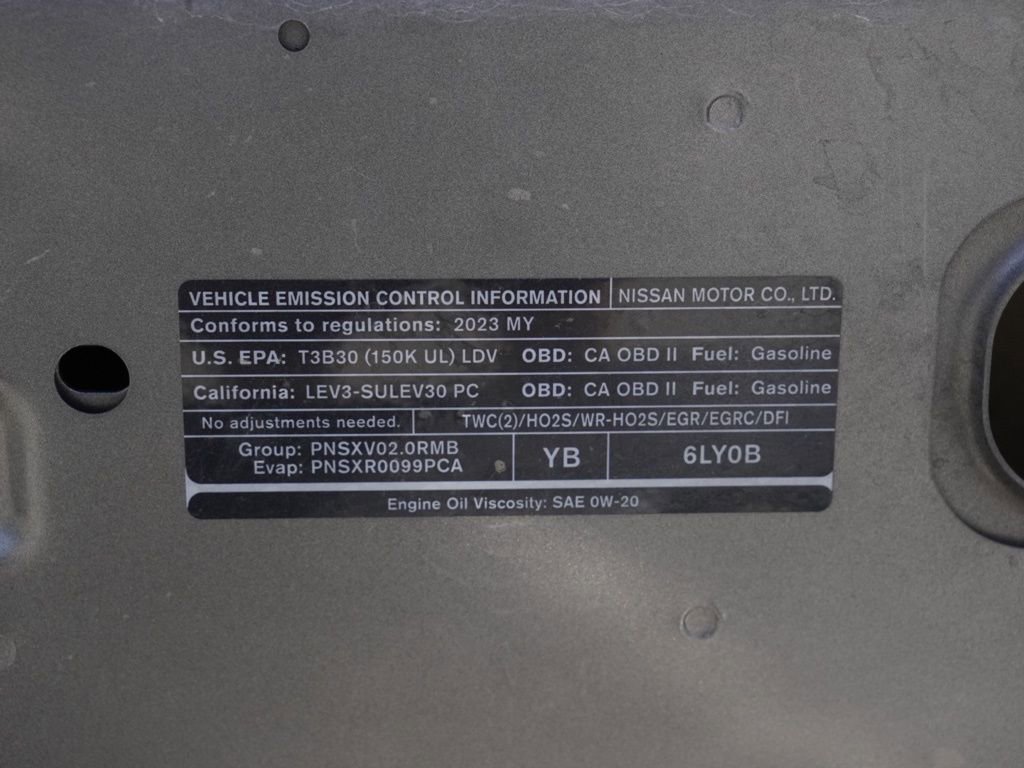 VEHICLE EMISSION CONTROL INFORMATION NISSAN MOTOR CO., LTD.
Conforms to regulations: 2023 MY
U.S. EPA: T3B30 (150K UL) LDV OBD: CA OBD II Fuel: Gasoline
California: LEV3-SULEV30 PC OBD: CA OBD II Fuel: Gasoline
No adjustments needed. TWC(2)/HO2S/WR-HO2S/EGR/EGRC/DFI
Group: PNSXV02.0RMB
Evap: PNSXR0099PCA
YB
6LY0B
Engine Oil Viscosity: SAE 0W-20